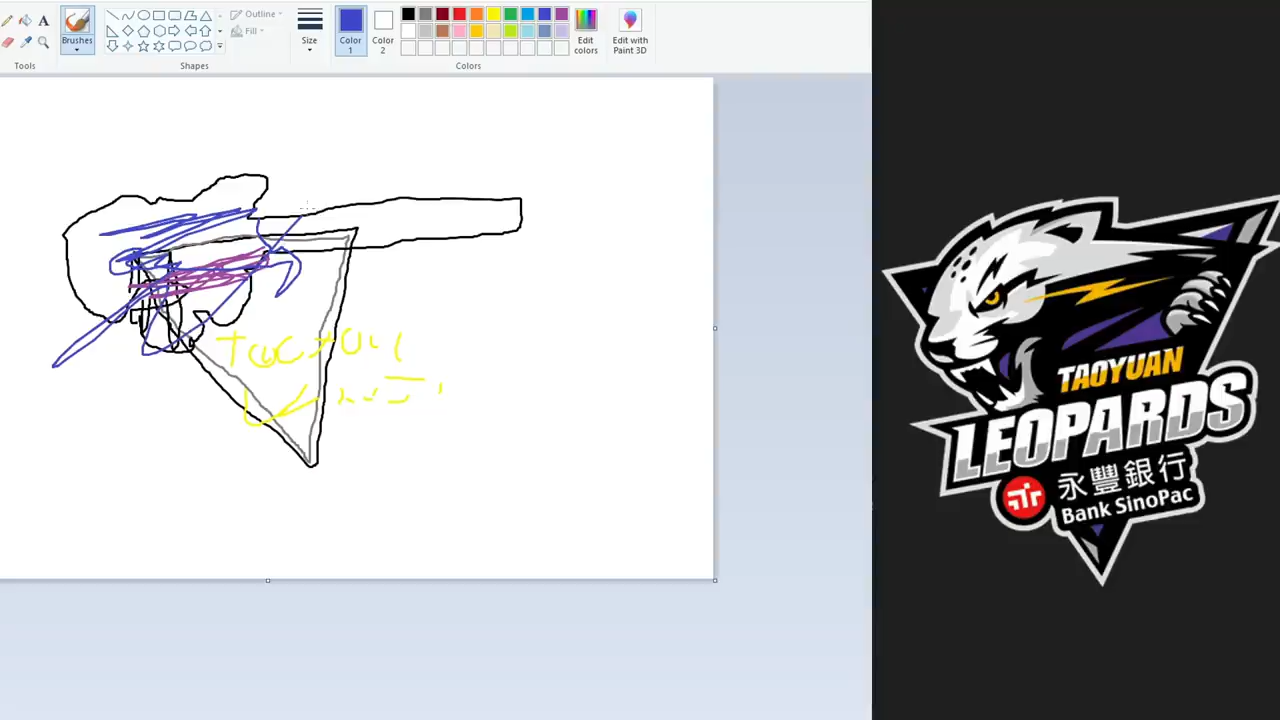 Outline
Fill
Brushes
Size
Color 1
Color 2
Edit colors
Edit with Paint 3D
Tools
Shapes
Colors
TAOYUAN
LEOPARDS
永豐銀行
Bank SinoPac